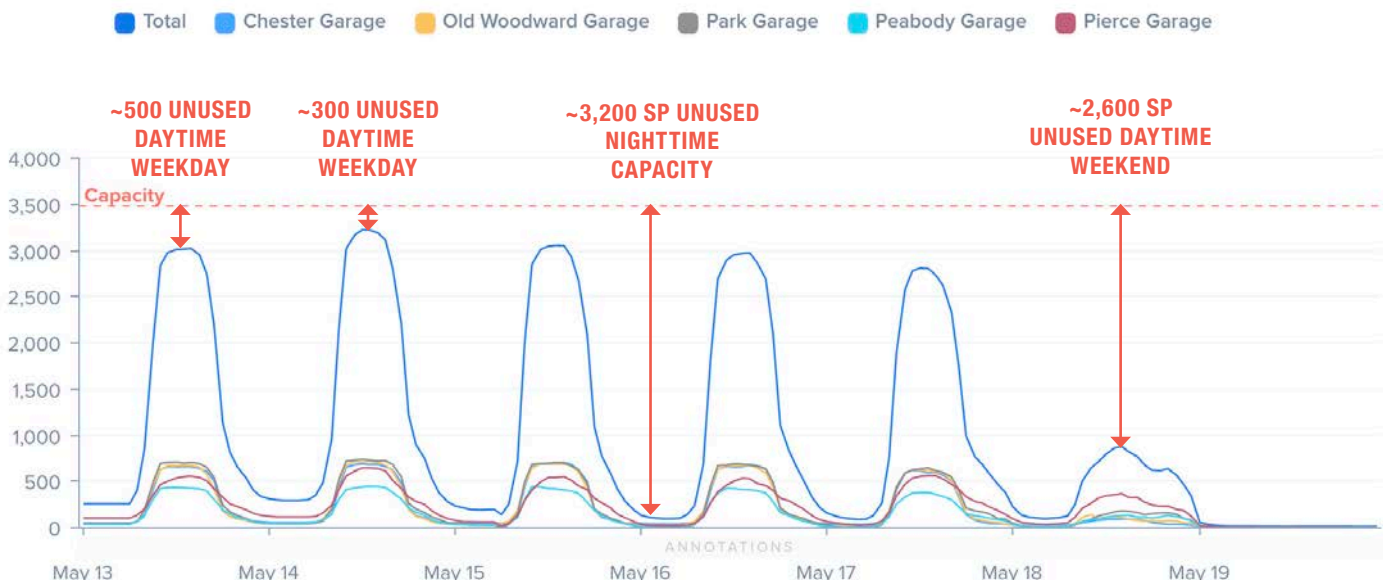 Total Chester Garage Old Woodward Garage Park Garage Peabody Garage Pierce Garage
~500 UNUSED
DAYTIME
WEEKDAY
~300 UNUSED
DAYTIME
WEEKDAY
~3,200 SP UNUSED
NIGHTTIME
CAPACITY
~2,600 SP
UNUSED DAYTIME
WEEKEND
4,000
Capacity
3,500
3,000
2,500
2,000
1,500
1,000
500
0
ANNOTATIONS
May 13 May 14 May 15 May 16 May 17 May 18 May 19